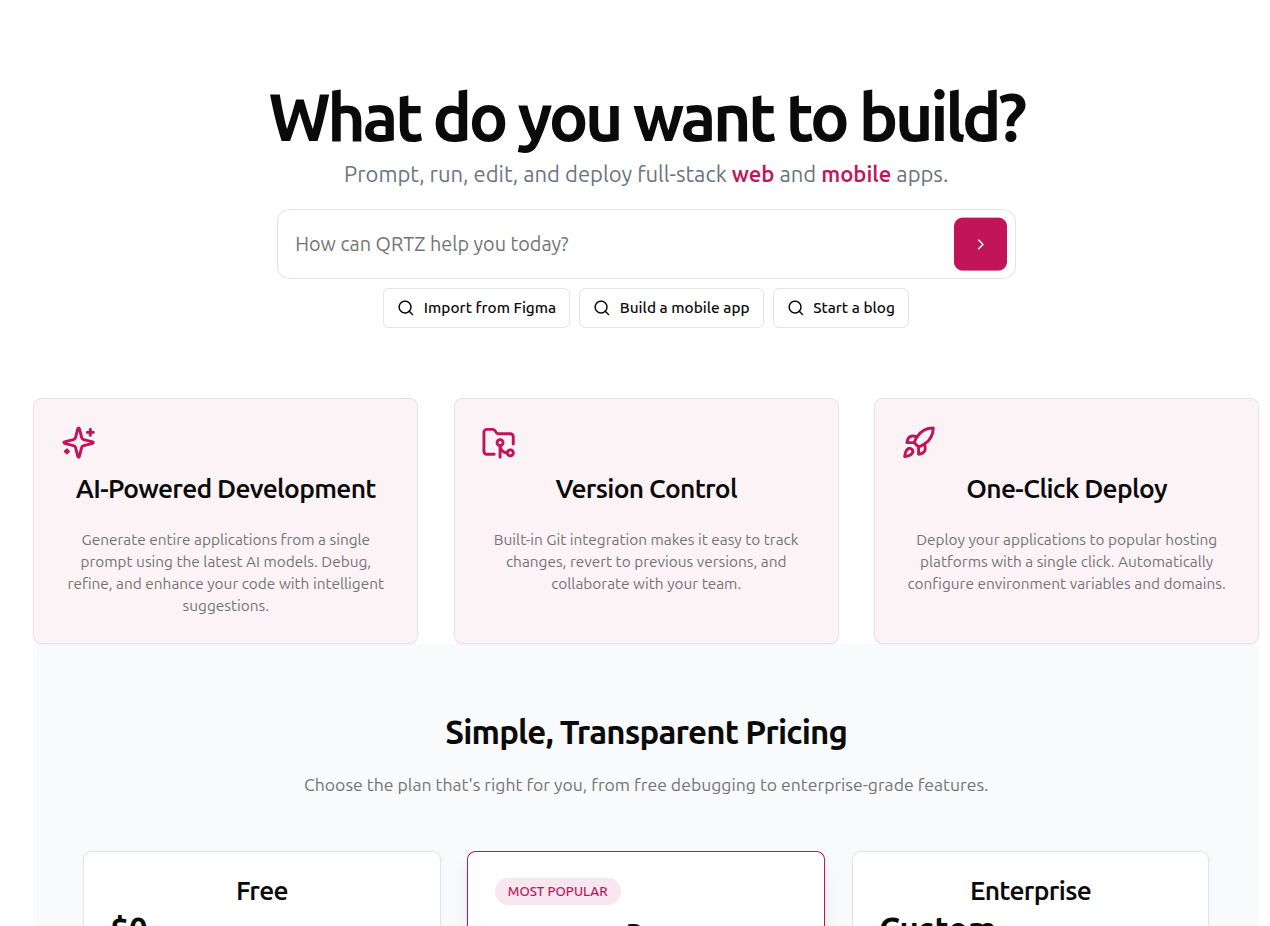 What do you want to build?
Prompt, run, edit, and deploy full-stack web and mobile apps.
How can QRTZ help you today?
Import from Figma
Build a mobile app
Start a blog
AI-Powered Development
Generate entire applications from a single
prompt using the latest AI models. Debug,
refine, and enhance your code with intelligent
suggestions.
Version Control
Built-in Git integration makes it easy to track
changes, revert to previous versions, and
collaborate with your team.
One-Click Deploy
Deploy your applications to popular hosting
platforms with a single click. Automatically
configure environment variables and domains.
Simple, Transparent Pricing
Choose the plan that's right for you, from free debugging to enterprise-grade features.
Free
$0
MOST POPULAR
Enterprise
Custom